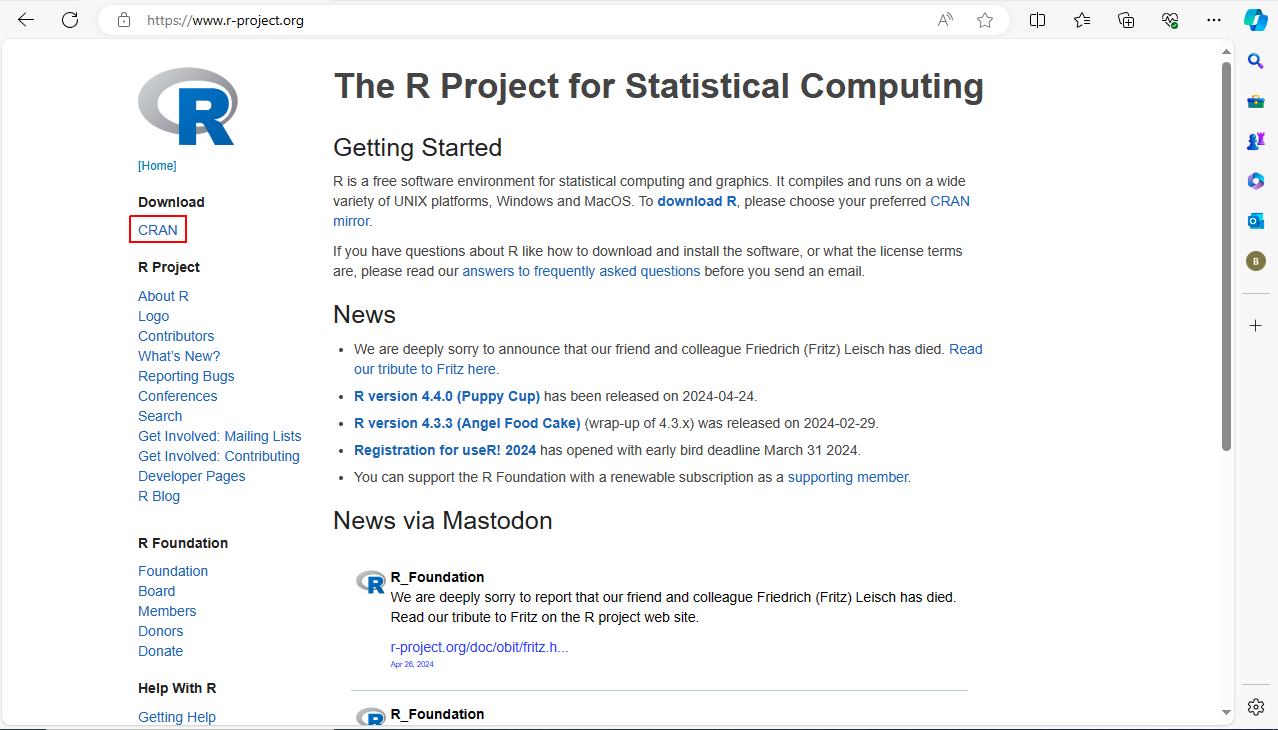 https://www.r-project.org
R
[Home]
Download
CRAN
R Project
About R
Logo
Contributors
What's New?
Reporting Bugs
Conferences
Search
Get Involved: Mailing Lists
Get Involved: Contributing
Developer Pages
R Blog
R Foundation
Foundation
Board
Members
Donors
Donate
Help With R
Getting Help
The R Project for Statistical Computing
Getting Started
R is a free software environment for statistical computing and graphics. It compiles and runs on a wide
variety of UNIX platforms, Windows and MacOS. To download R, please choose your preferred CRAN
mirror.
If you have questions about R like how to download and install the software, or what the license terms
are, please read our answers to frequently asked questions before you send an email.
News
• We are deeply sorry to announce that our friend and colleague Friedrich (Fritz) Leisch has died. Read
our tribute to Fritz here.
• R version 4.4.0 (Puppy Cup) has been released on 2024-04-24.
• R version 4.3.3 (Angel Food Cake) (wrap-up of 4.3.x) was released on 2024-02-29.
• Registration for useR! 2024 has opened with early bird deadline March 31 2024.
• You can support the R Foundation with a renewable subscription as a supporting member.
News via Mastodon
R
R_Foundation
We are deeply sorry to report that our friend and colleague Friedrich (Fritz) Leisch has died.
Read our tribute to Fritz on the R project web site.
r-project.org/doc/obit/fritz.h...
Apr 26, 2024
R
R_Foundation
B